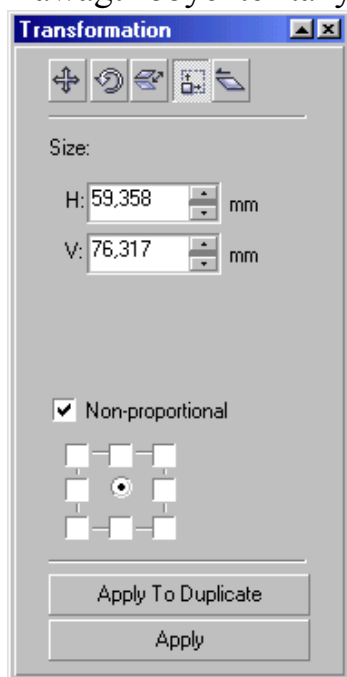 Transformation
Size:
H: 59,358 mm
V: 76,317 mm
Non-proportional
Apply To Duplicate
Apply